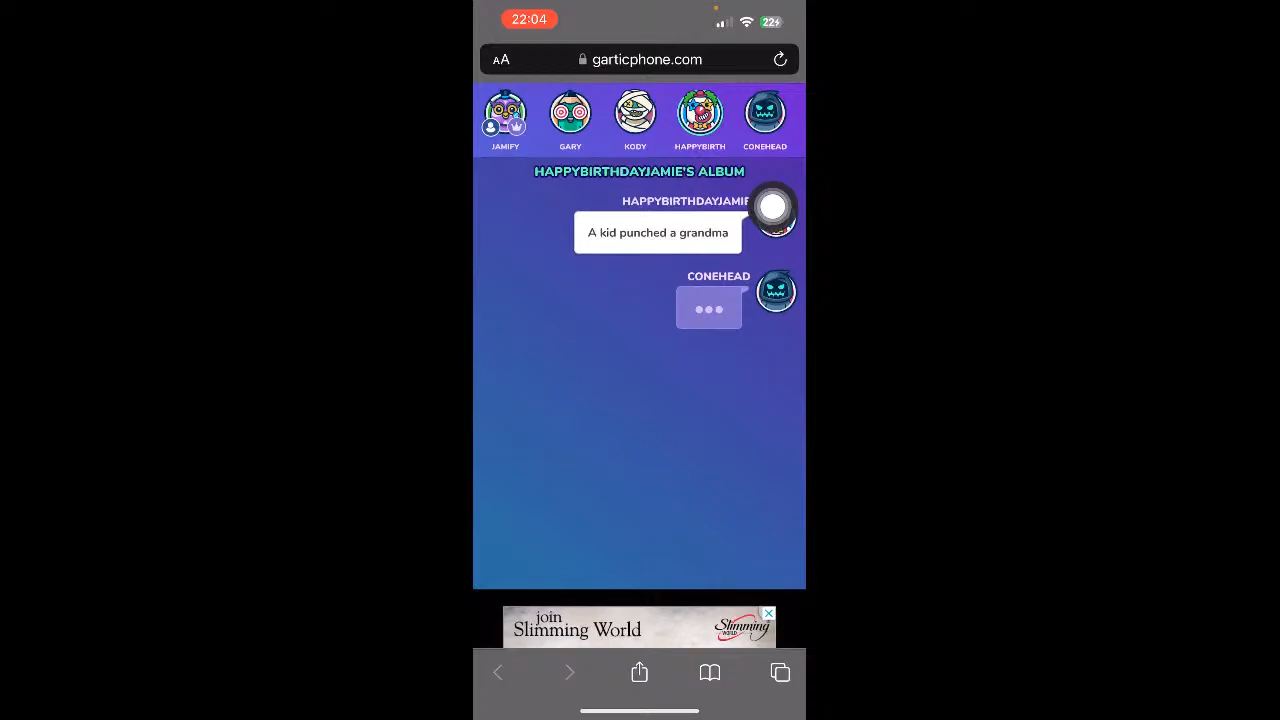 22:04
22
AA
garticphone.com
JAMIFY
GARY
KODY
HAPPYBIRTH
CONEHEAD
HAPPYBIRTHDAYJAMIE'S ALBUM
HAPPYBIRTHDAYJAMIE
A kid punched a grandma
CONEHEAD
join
Slimming World
Slimming
WORLD